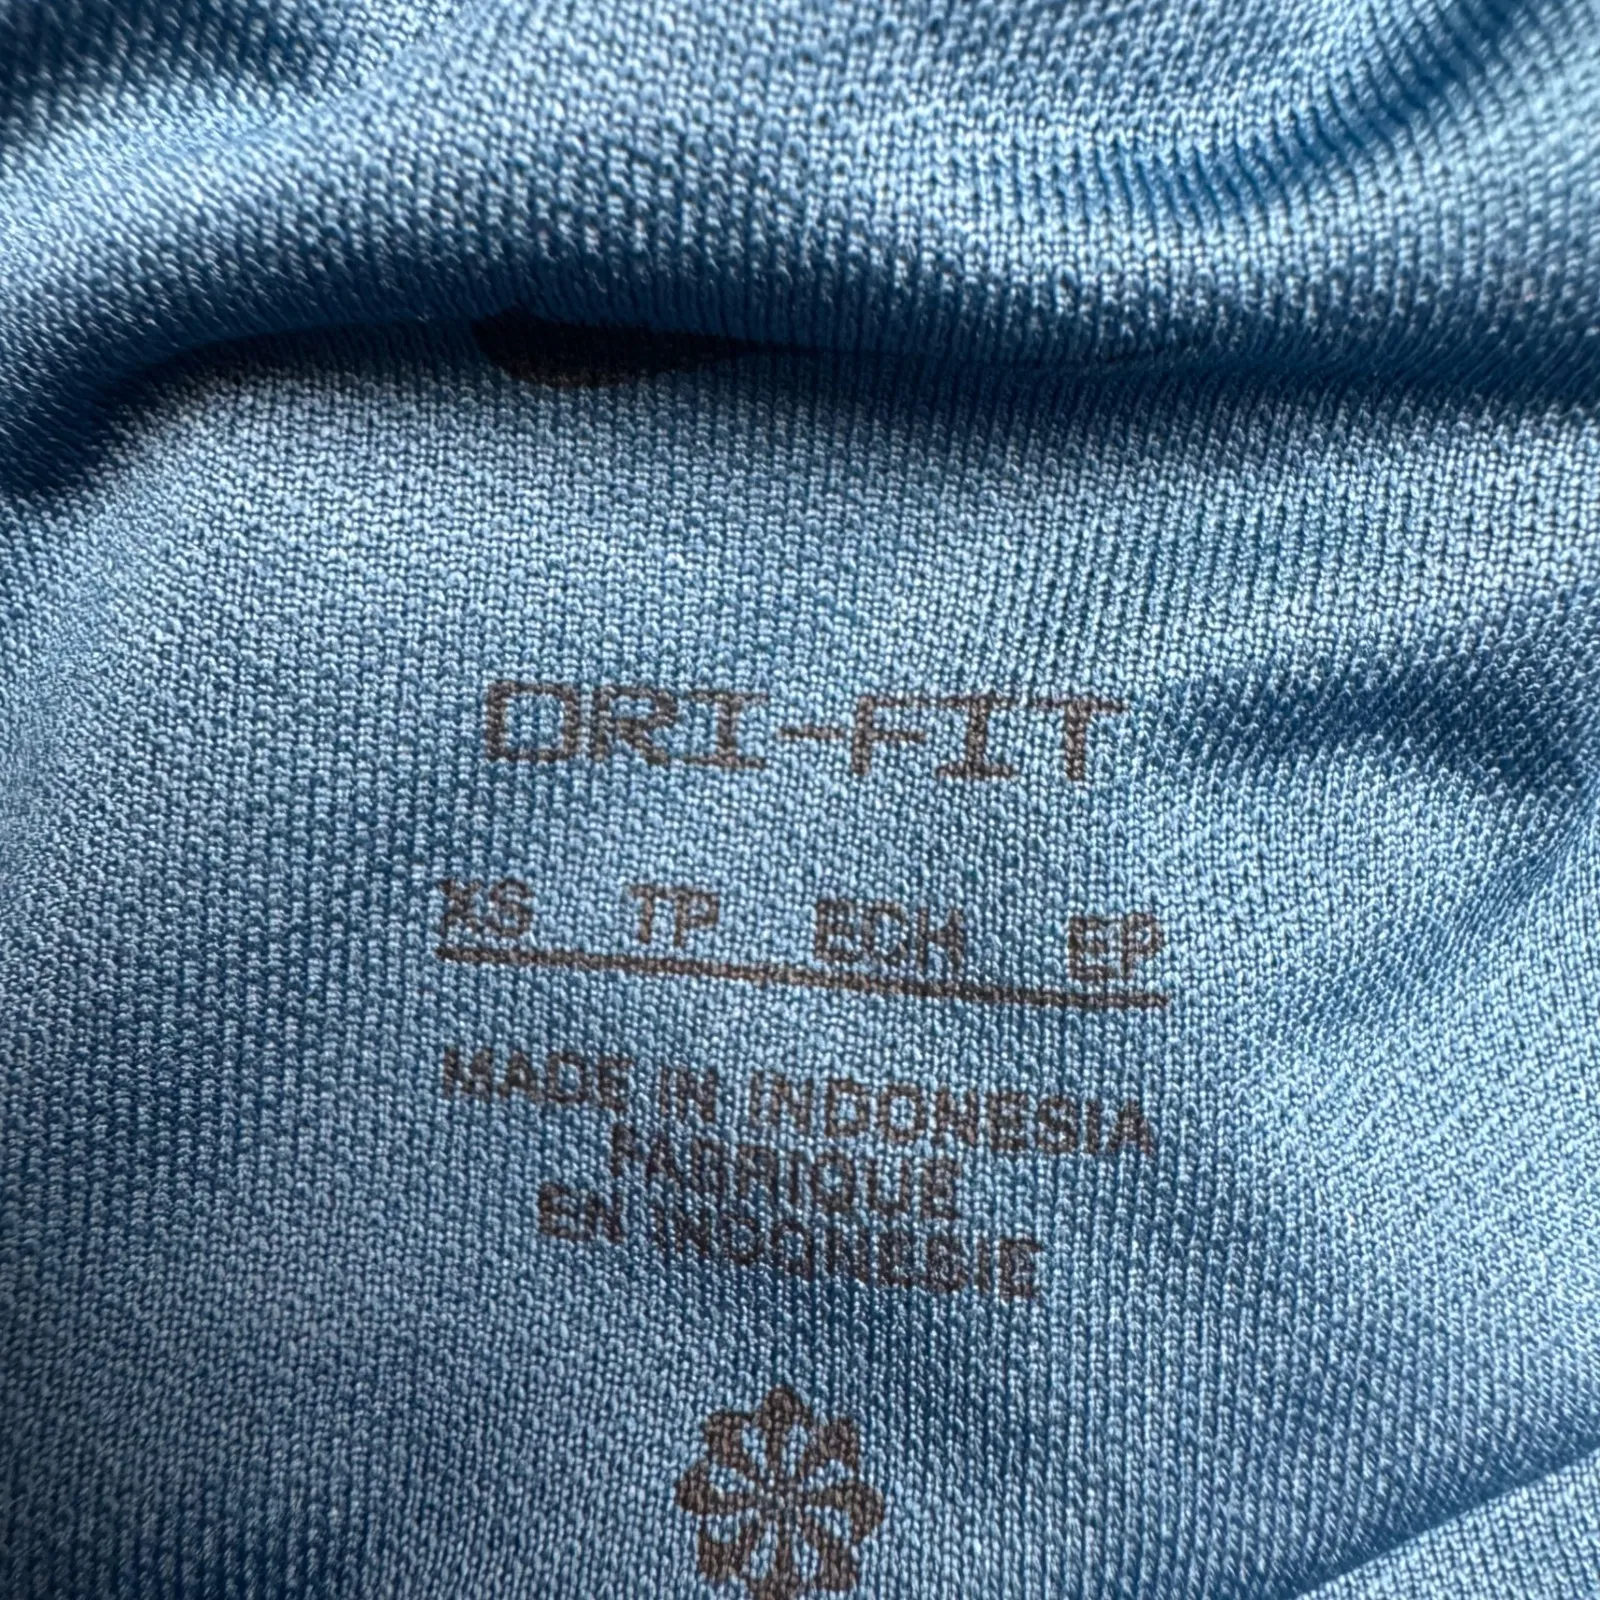 DRI-FIT
XS TP ECH EP
MADE IN INDONESIA
FABRIQUE
EN INDONESIE